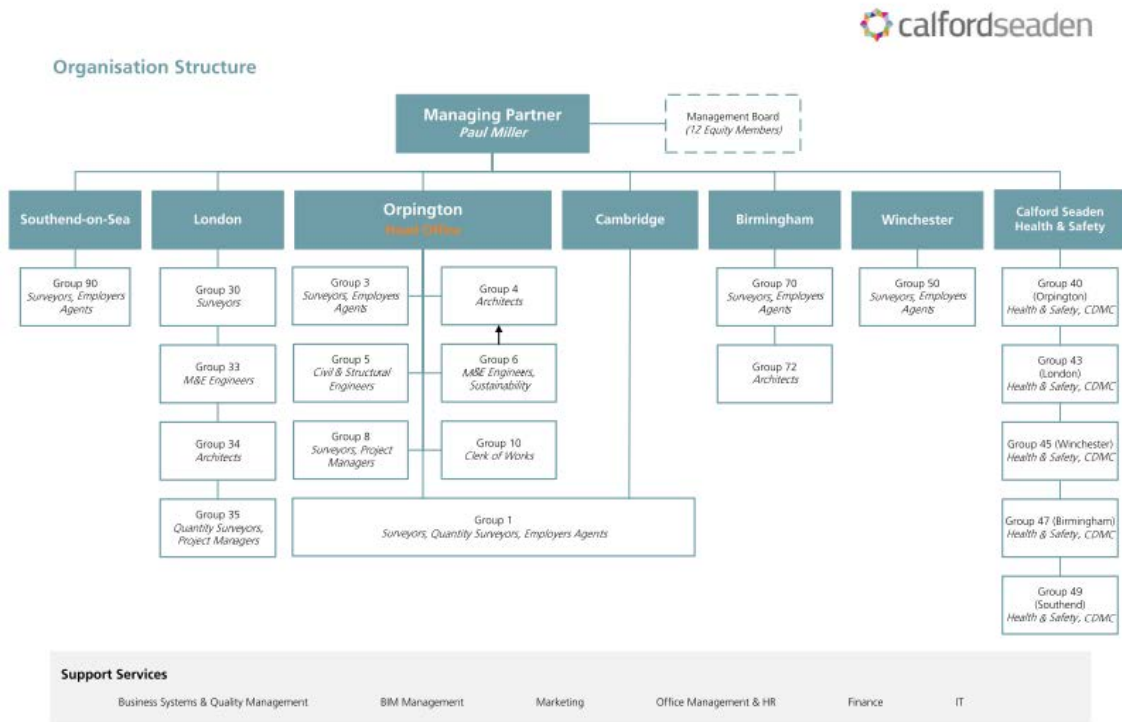 calfordseaden
Organisation Structure
Managing Partner
Paul Miller
Management Board
(12 Equity Members)
Southend-on-Sea
London
Orpington
Head Office
Cambridge
Birmingham
Winchester
Calford Seaden
Health & Safety
Group 90
Surveyors, Employers
Agents
Group 30
Surveyors
Group 33
M&E Engineers
Group 34
Architects
Group 35
Quantity Surveyors,
Project Managers
Group 3
Surveyors, Employers
Agents
Group 4
Architects
Group 5
Civil & Structural
Engineers
Group 6
M&E Engineers,
Sustainability
Group 8
Surveyors, Project
Managers
Group 10
Clerk of Works
Group 1
Surveyors, Quantity Surveyors, Employers Agents
Group 70
Surveyors, Employers
Agents
Group 72
Architects
Group 50
Surveyors, Employers
Agents
Group 40
(Orpington)
Health & Safety, CDMC
Group 43
(London)
Health & Safety, CDMC
Group 45 (Winchester)
Health & Safety, CDMC
Group 47 (Birmingham)
Health & Safety, CDMC
Group 49
(Southend)
Health & Safety, CDMC
Support Services
Business Systems & Quality Management
BIM Management
Marketing
Office Management & HR
Finance
IT